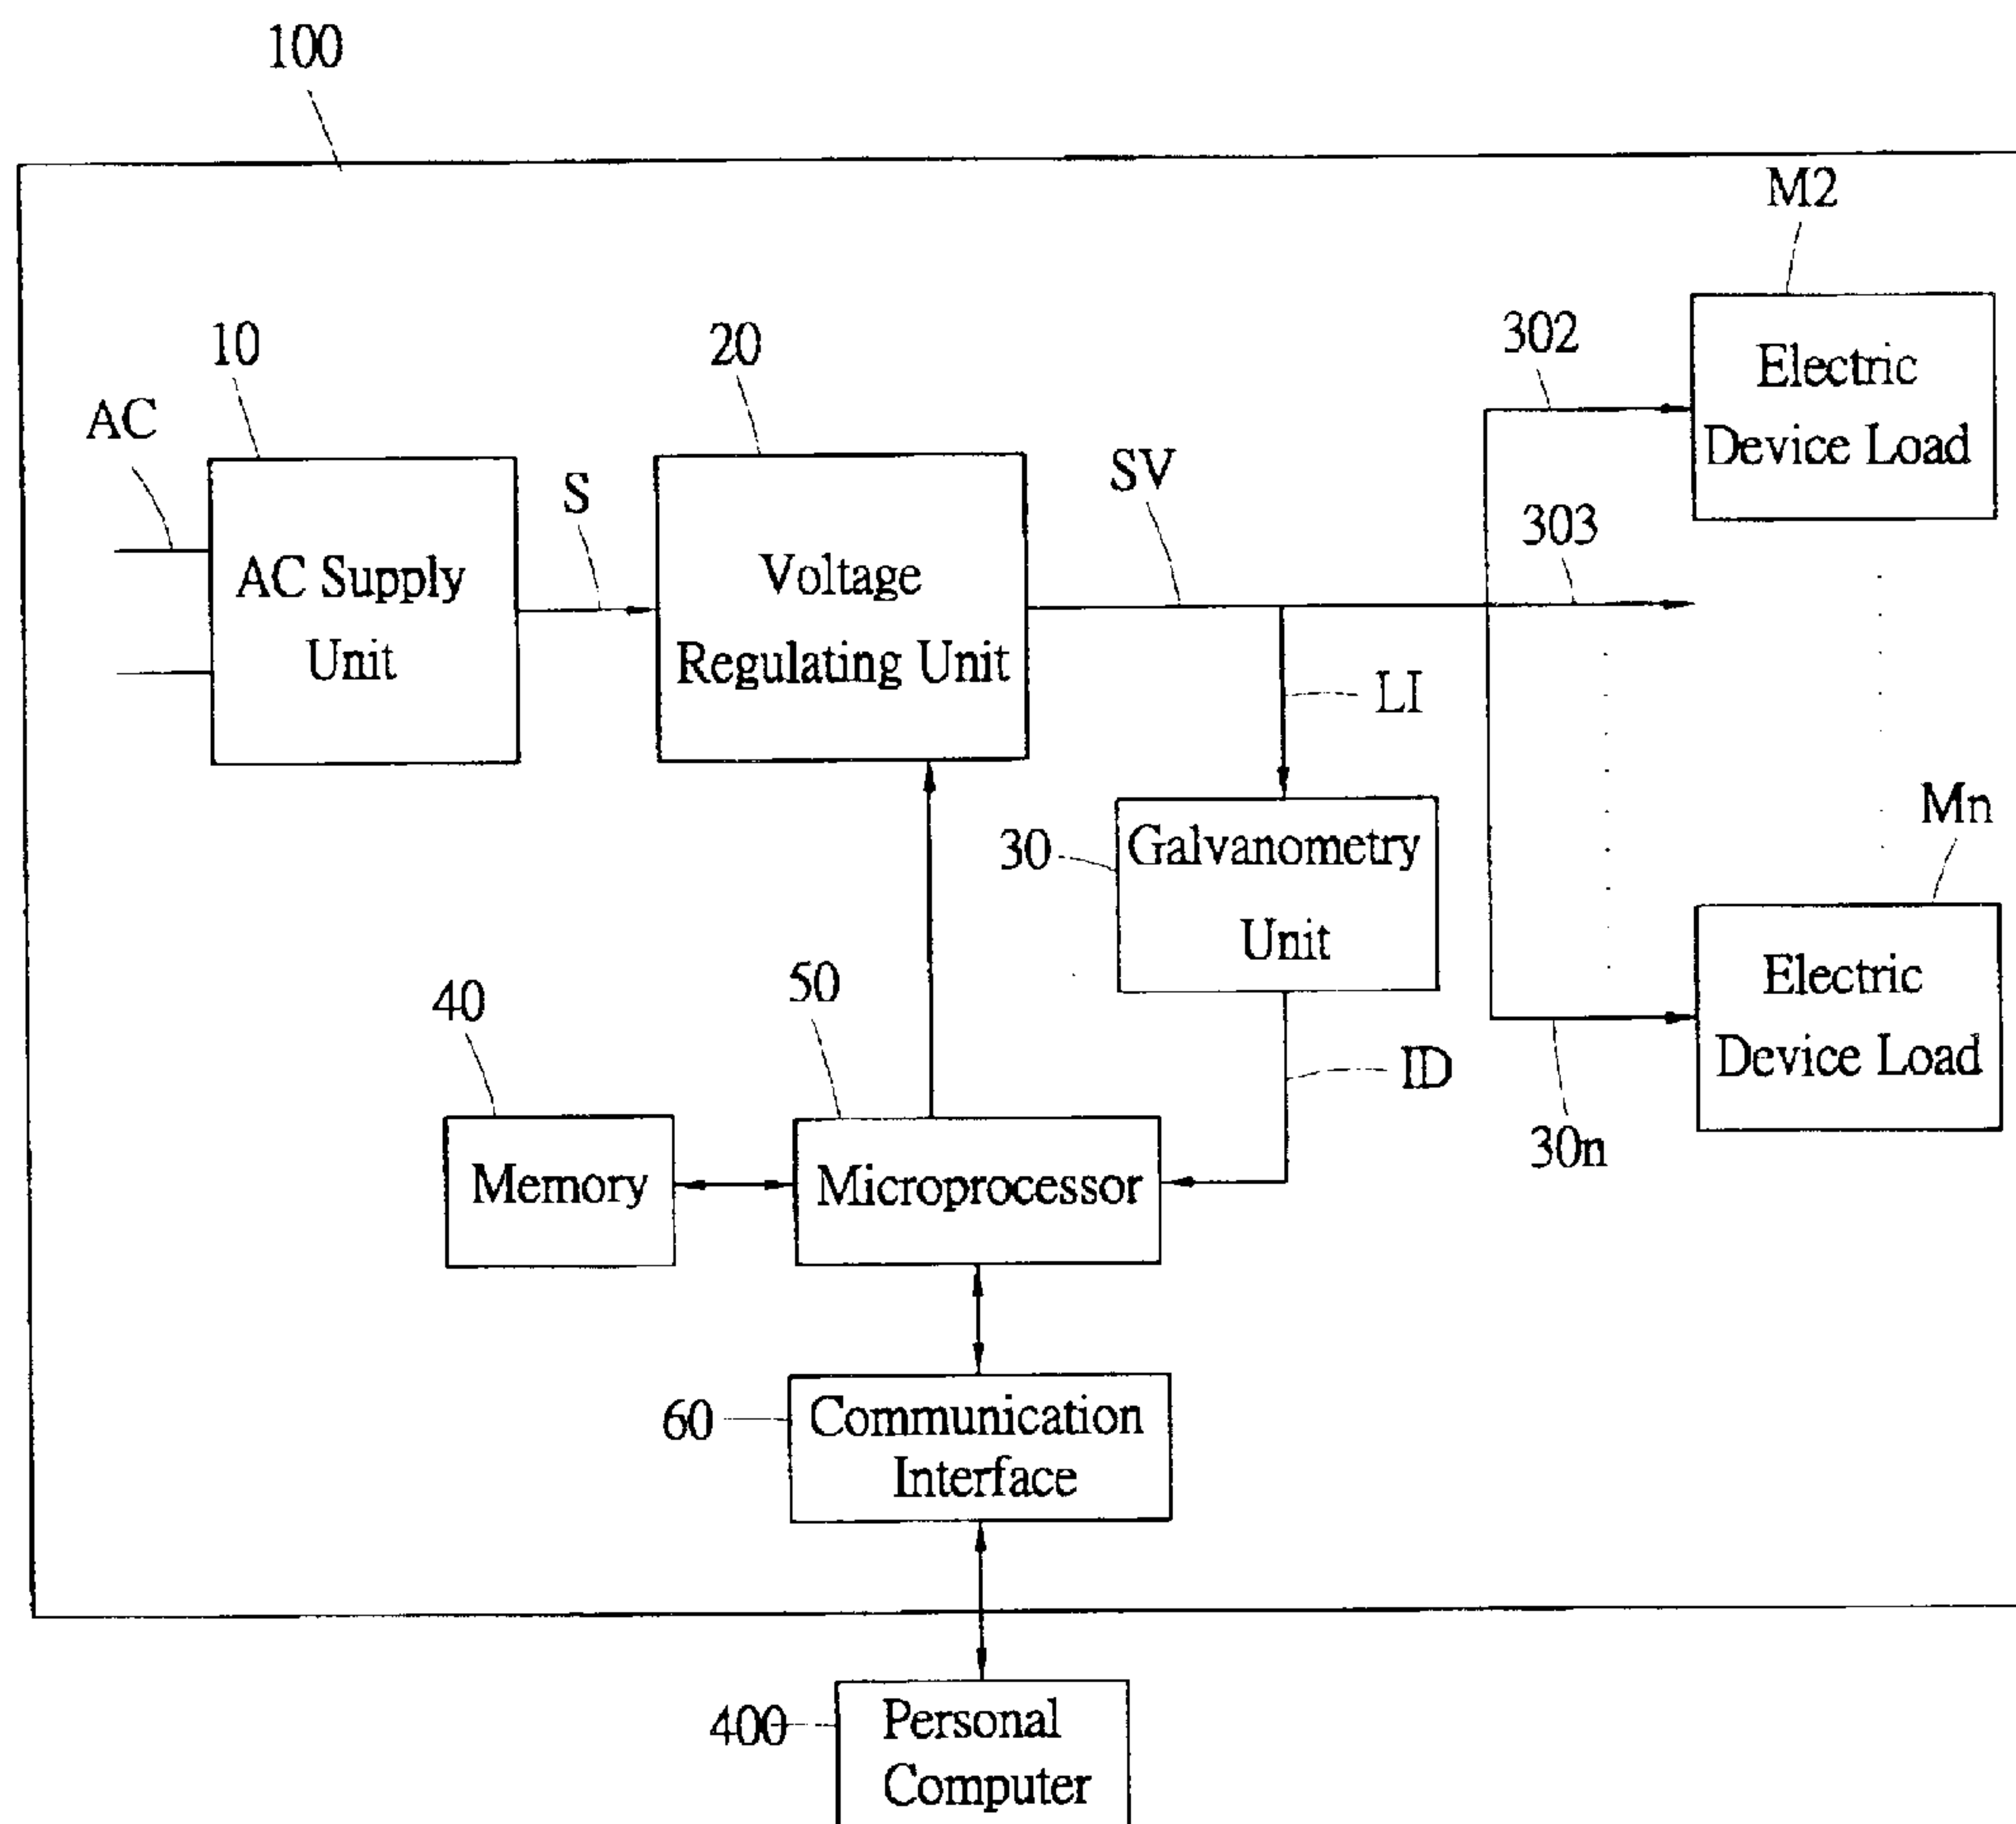 100
M2
10
20
302
Electric
Device Load
AC
S
SV
303
AC Supply
Unit
Voltage
Regulating Unit
LI
Mn
30
Galvanometry
Unit
40
50
Electric
Device Load
ID
30n
Memory
Microprocessor
60
Communication
Interface
400
Personal
Computer